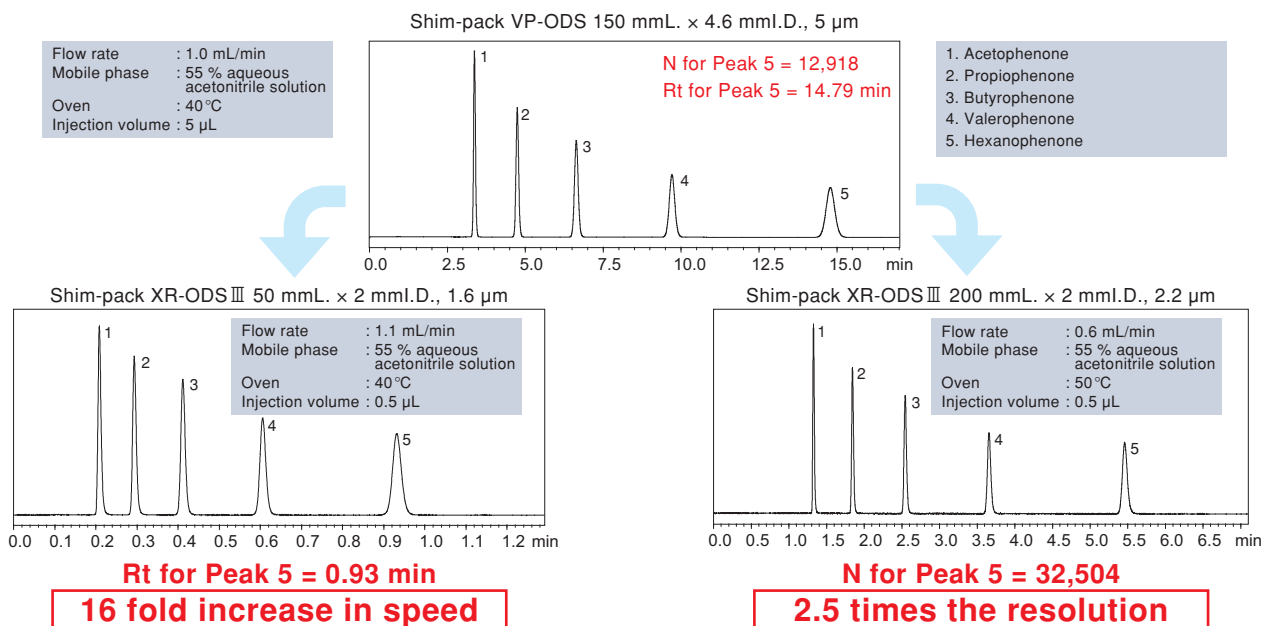 Shim-pack VP-ODS 150 mmL. × 4.6 mmI.D., 5 µm
Flow rate : 1.0 mL/min
Mobile phase : 55 % aqueous
acetonitrile solution
Oven : 40°C
Injection volume : 5 µL
N for Peak 5 = 12,918
Rt for Peak 5 = 14.79 min
1
2
3
4
5
0.0 2.5 5.0 7.5 10.0 12.5 15.0 min
1. Acetophenone
2. Propiophenone
3. Butyrophenone
4. Valerophenone
5. Hexanophenone
Shim-pack XR-ODSⅢ 50 mmL. × 2 mmI.D., 1.6 µm
Flow rate : 1.1 mL/min
Mobile phase : 55 % aqueous
acetonitrile solution
Oven : 40°C
Injection volume : 0.5 µL
1
2
3
4
5
0.0 0.1 0.2 0.3 0.4 0.5 0.6 0.7 0.8 0.9 1.0 1.1 1.2 min
Rt for Peak 5 = 0.93 min
16 fold increase in speed
Shim-pack XR-ODSⅢ 200 mmL. × 2 mmI.D., 2.2 µm
Flow rate : 0.6 mL/min
Mobile phase : 55 % aqueous
acetonitrile solution
Oven : 50°C
Injection volume : 0.5 µL
1
2
3
4
5
0.0 0.5 1.0 1.5 2.0 2.5 3.0 3.5 4.0 4.5 5.0 5.5 6.0 6.5 min
N for Peak 5 = 32,504
2.5 times the resolution